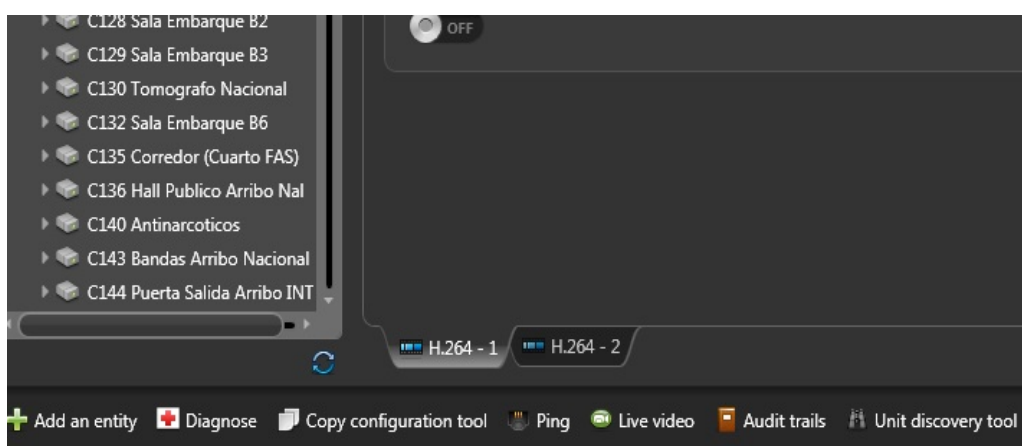 C128 Sala Embarque B2
OFF
C129 Sala Embarque B3
C130 Tomografo Nacional
C132 Sala Embarque B6
C135 Corredor (Cuarto FAS)
C136 Hall Publico Arribo Nal
C140 Antinarcoticos
C143 Bandas Arribo Nacional
C144 Puerta Salida Arribo INT
H.264 - 1 H.264 - 2
Add an entity Diagnose Copy configuration tool Ping Live video Audit trails Unit discovery tool